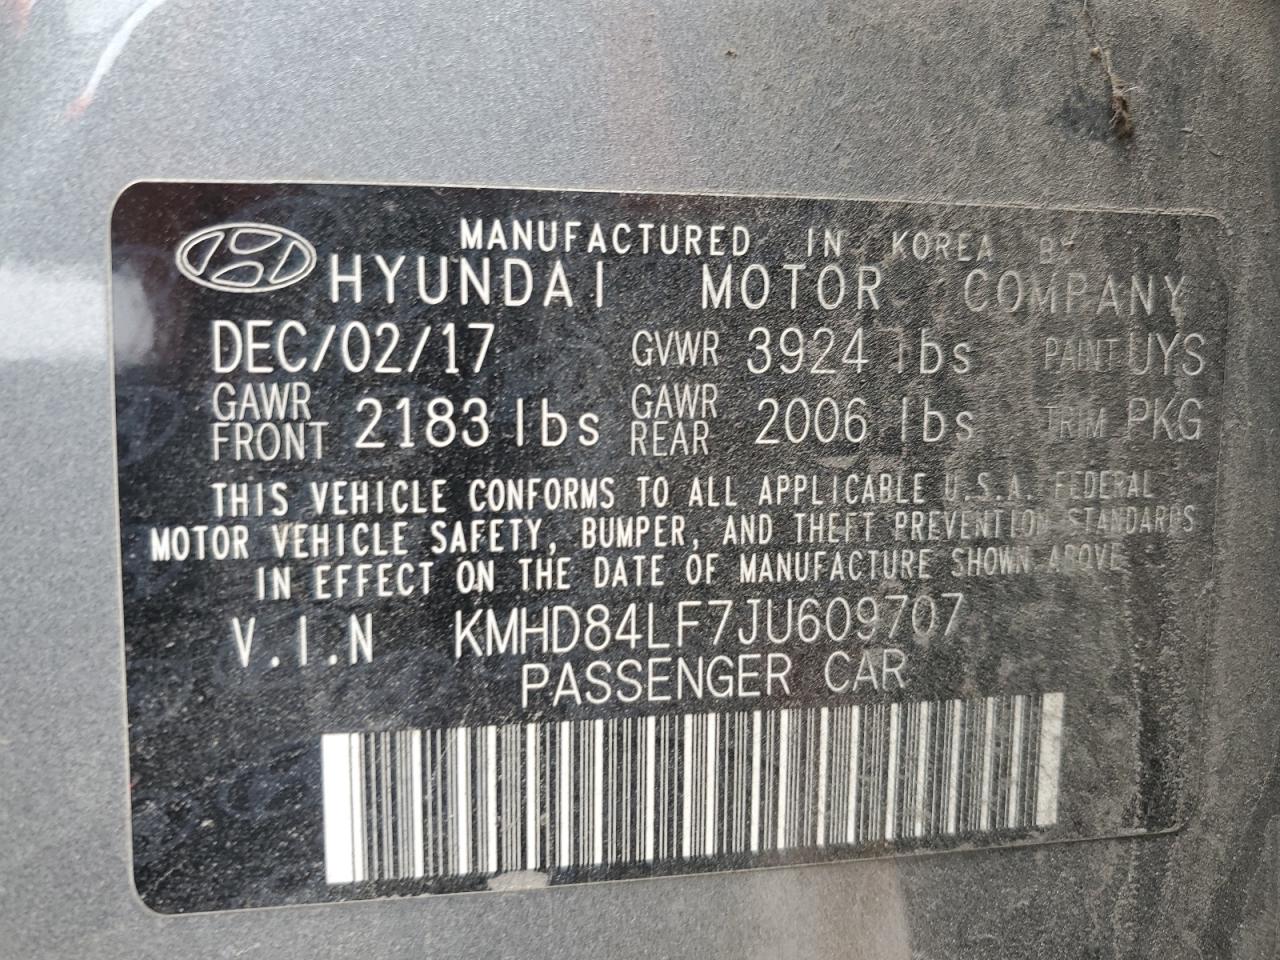 MANUFACTURED IN KOREA BY
HYUNDAI MOTOR COMPANY
DEC/02/17 GVWR 3924 lbs PAINT UYS
GAWR FRONT 2183 lbs GAWR REAR 2006 lbs TRIM PKG
THIS VEHICLE CONFORMS TO ALL APPLICABLE U.S.A. FEDERAL
MOTOR VEHICLE SAFETY, BUMPER, AND THEFT PREVENTION STANDARDS
IN EFFECT ON THE DATE OF MANUFACTURE SHOWN ABOVE
V.I.N KMHD84LF7JU609707
PASSENGER CAR